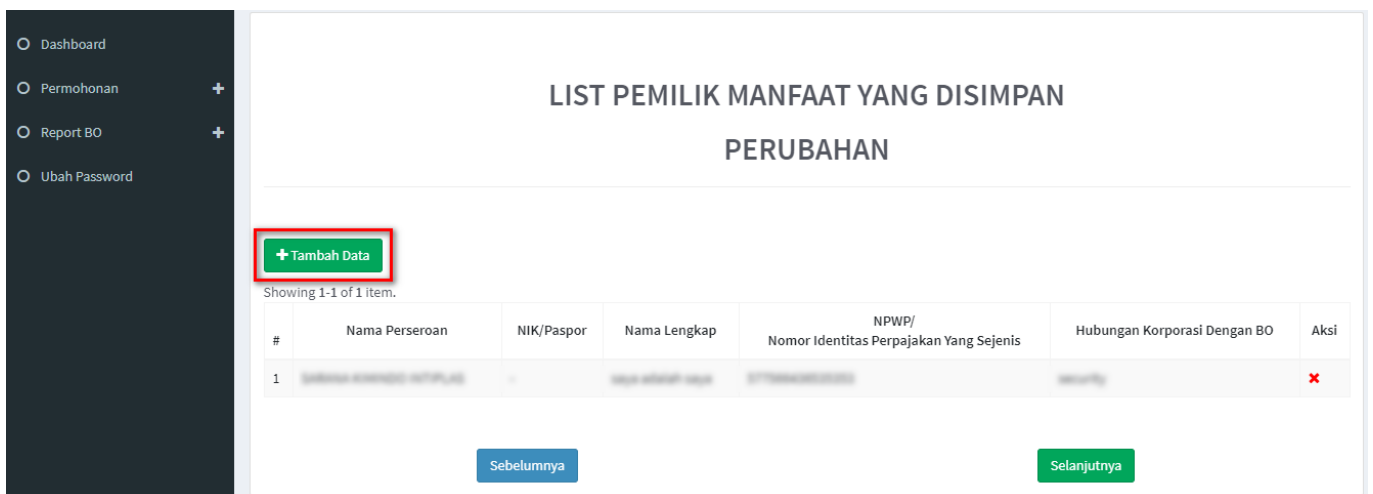 Dashboard
Permohonan
Report BO
Ubah Password
LIST PEMILIK MANFAAT YANG DISIMPAN
PERUBAHAN
Tambah Data
Showing 1-1 of 1 item.
# Nama Perseroan NIK/Paspor Nama Lengkap NPWP/
Nomor Identitas Perpajakan Yang Sejenis Hubungan Korporasi Dengan BO Aksi
1
Sebelumnya Selanjutnya